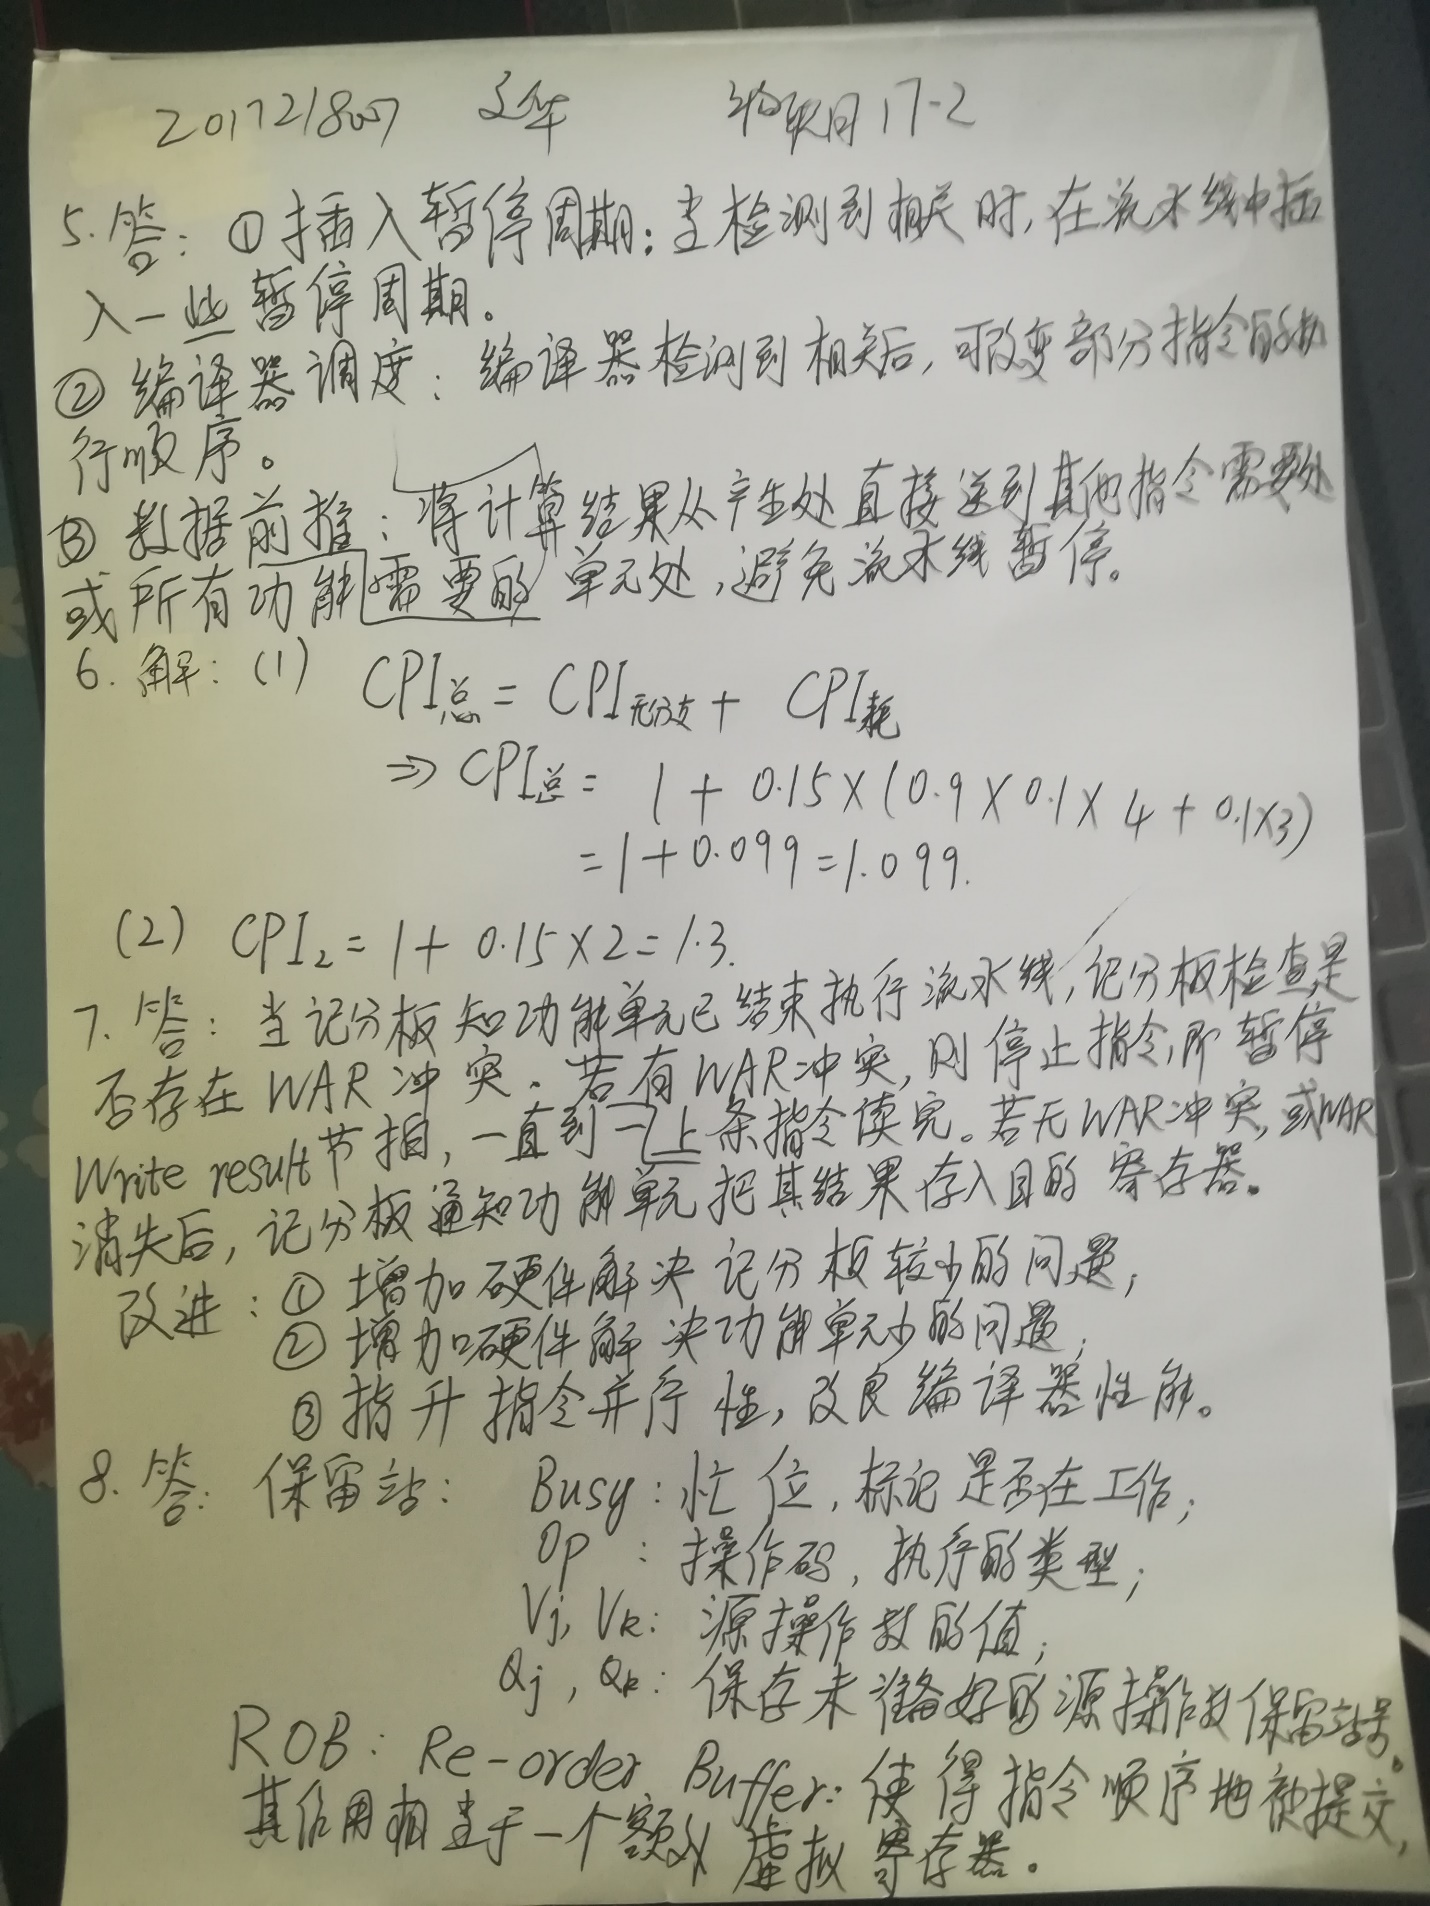 201721807 文华 物联网17-2
5.答：①插入暂停周期：当检测到相关时，在流水线中插
入一些暂停周期。
②编译器调度：编译器检测到相关后，可改变部分指令的执
行顺序。
③数据前推：将计算结果从产生处直接送到其他指令需要处
或所有功能需要的单元处，避免流水线暂停。
6.解：(1) CPI总 = CPI无分支 + CPI耗
⇒ CPI总 = 1 + 0.15×(0.9×0.1×4 + 0.1×3)
=1+0.099=1.099.
(2) CPI₂ = 1 + 0.15×2 = 1.3.
7.答：当记分板知功能单元已结束执行流水线，记分板检查是
否存在WAR冲突。若有WAR冲突，则停止指令，即暂停
Write result节拍，一直到上条指令读完。若无WAR冲突，或WAR
消失后，记分板通知功能单元把其结果存入目的寄存器。
改进：①增加硬件解决记分板较少的问题；
②增加硬件解决功能单元少的问题；
③指升指令并行性，改良编译器性能。
8.答：保留站：Busy：忙位，标记是否在工作；
Op：操作码，执行的类型；
Vj, Vk：源操作数的值；
Qj, Qk：保存未准备好的源操作数保留站号。
ROB：Re-order Buffer：使得指令顺序地被提交，
其作用相当于一个额外虚拟寄存器。